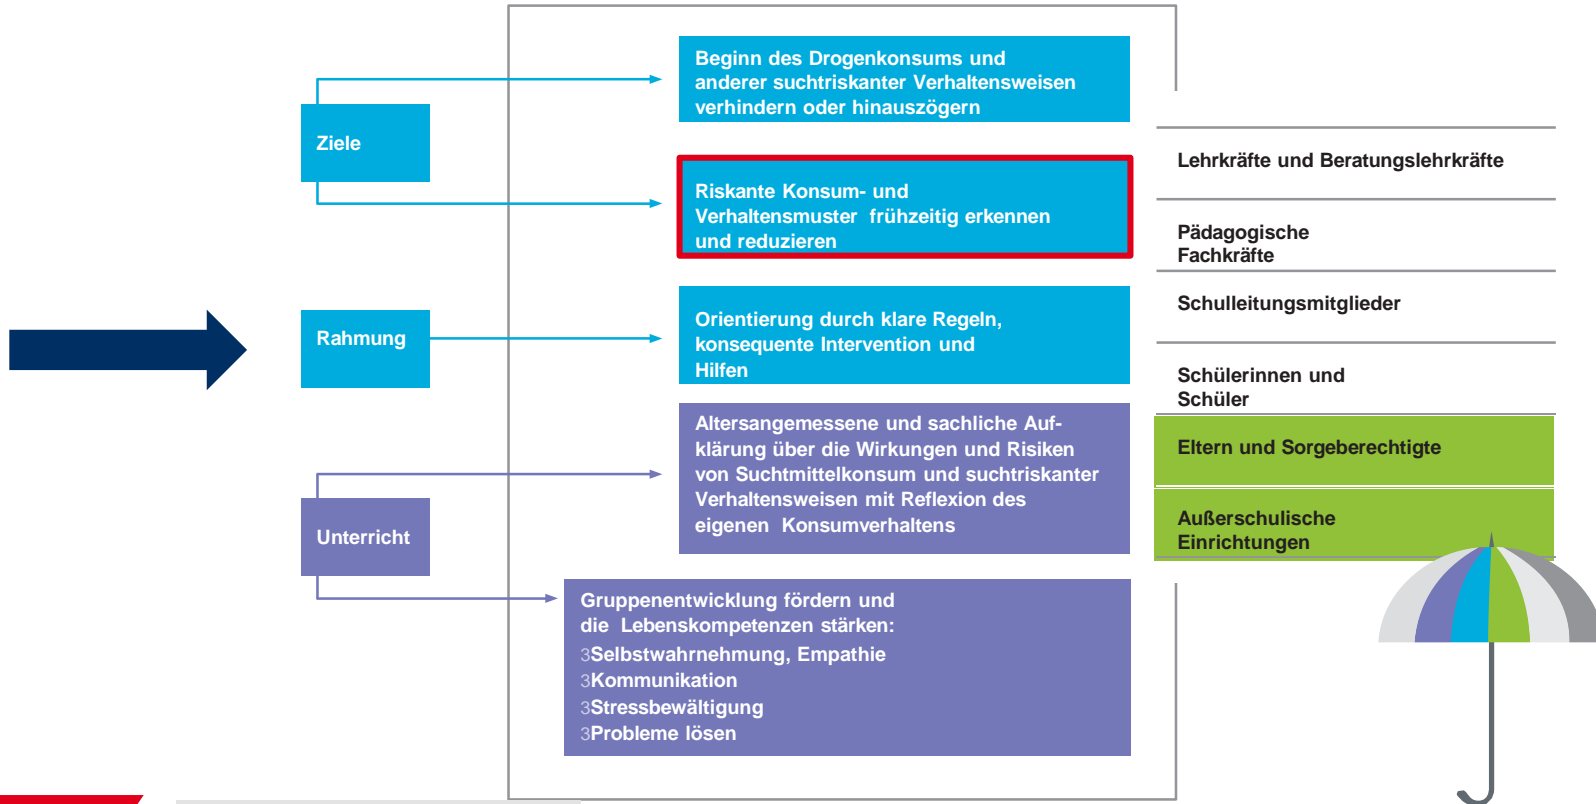 Ziele
Beginn des Drogenkonsums und
anderer suchtriskanter Verhaltensweisen
verhindern oder hinauszögern
Riskante Konsum- und
Verhaltensmuster frühzeitig erkennen
und reduzieren
Rahmung
Orientierung durch klare Regeln,
konsequente Intervention und
Hilfen
Unterricht
Altersangemessene und sachliche Auf-
klärung über die Wirkungen und Risiken
von Suchtmittelkonsum und suchtriskanter
Verhaltensweisen mit Reflexion des
eigenen Konsumverhaltens
Gruppenentwicklung fördern und
die Lebenskompetenzen stärken:
3Selbstwahrnehmung, Empathie
3Kommunikation
3Stressbewältigung
3Probleme lösen
Lehrkräfte und Beratungslehrkräfte
Pädagogische
Fachkräfte
Schulleitungsmitglieder
Schülerinnen und
Schüler
Eltern und Sorgeberechtigte
Außerschulische
Einrichtungen